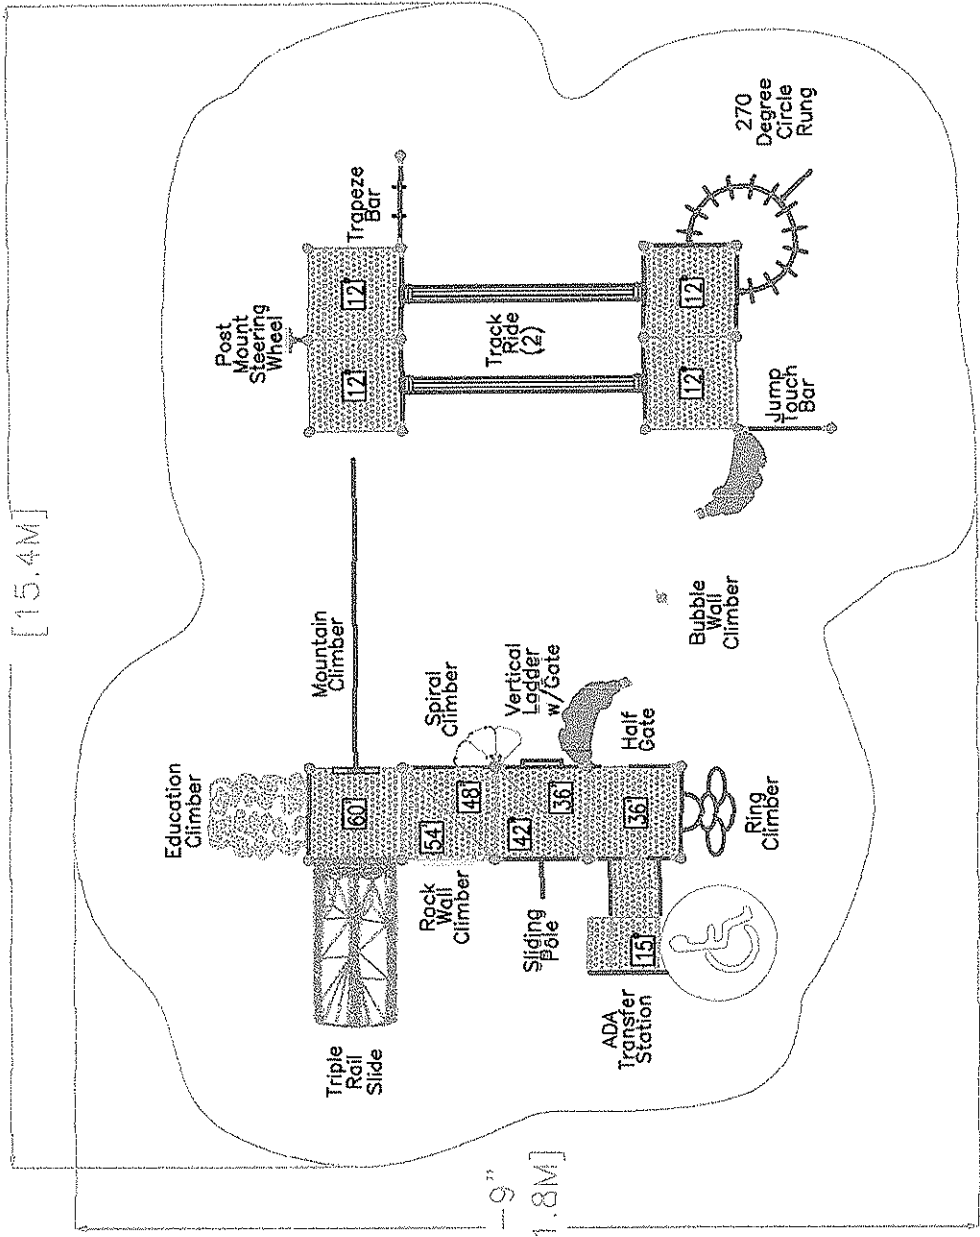 [15.4M]
-9"
1.8M]
Education
Climber
Triple
Rail
Slide
60"
Mountain
Climber
Rock
Wall
Climber
54"
48"
Spiral
Climber
Sliding
Pole
42"
36"
Vertical
Ladder
w/Gate
ADA
Transfer
Station
15"
36"
Half
Gate
Ring
Climber
Bubble
Wall
Climber
Post
Mount
Steering
Wheel
12"
12"
Trapeze
Bar
Track
Ride
(2)
12"
12"
Jump
Touch
Bar
270
Degree
Circle
Rung